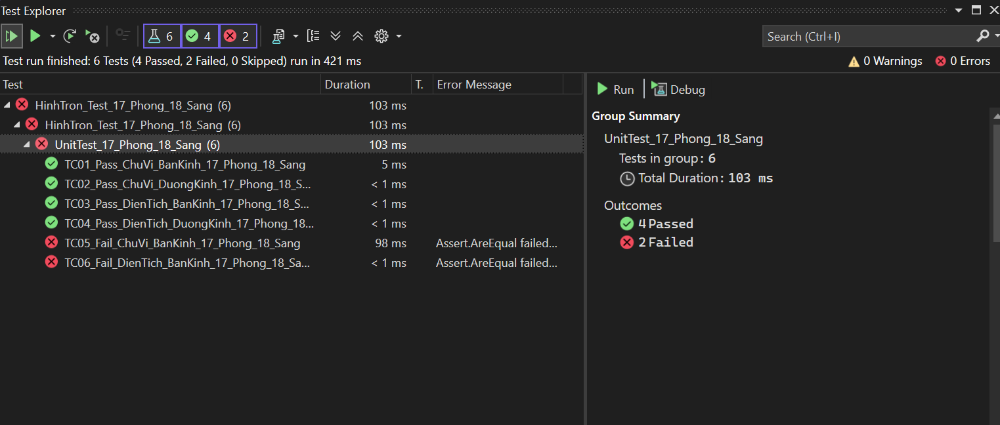 Test Explorer
6 4 2
Search (Ctrl+I)
Test run finished: 6 Tests (4 Passed, 2 Failed, 0 Skipped) run in 421 ms
0 Warnings 0 Errors
Test Duration T. Error Message
HinhTron_Test_17_Phong_18_Sang (6) 103 ms
HinhTron_Test_17_Phong_18_Sang (6) 103 ms
UnitTest_17_Phong_18_Sang (6) 103 ms
TC01_Pass_ChuVi_BanKinh_17_Phong_18_Sang 5 ms
TC02_Pass_ChuVi_DuongKinh_17_Phong_18_S... < 1 ms
TC03_Pass_DienTich_BanKinh_17_Phong_18_S... < 1 ms
TC04_Pass_DienTich_DuongKinh_17_Phong_18... < 1 ms
TC05_Fail_ChuVi_BanKinh_17_Phong_18_Sang 98 ms Assert.AreEqual failed...
TC06_Fail_DienTich_BanKinh_17_Phong_18_Sa... < 1 ms Assert.AreEqual failed...
Run Debug
Group Summary
UnitTest_17_Phong_18_Sang
Tests in group: 6
Total Duration: 103 ms
Outcomes
4 Passed
2 Failed